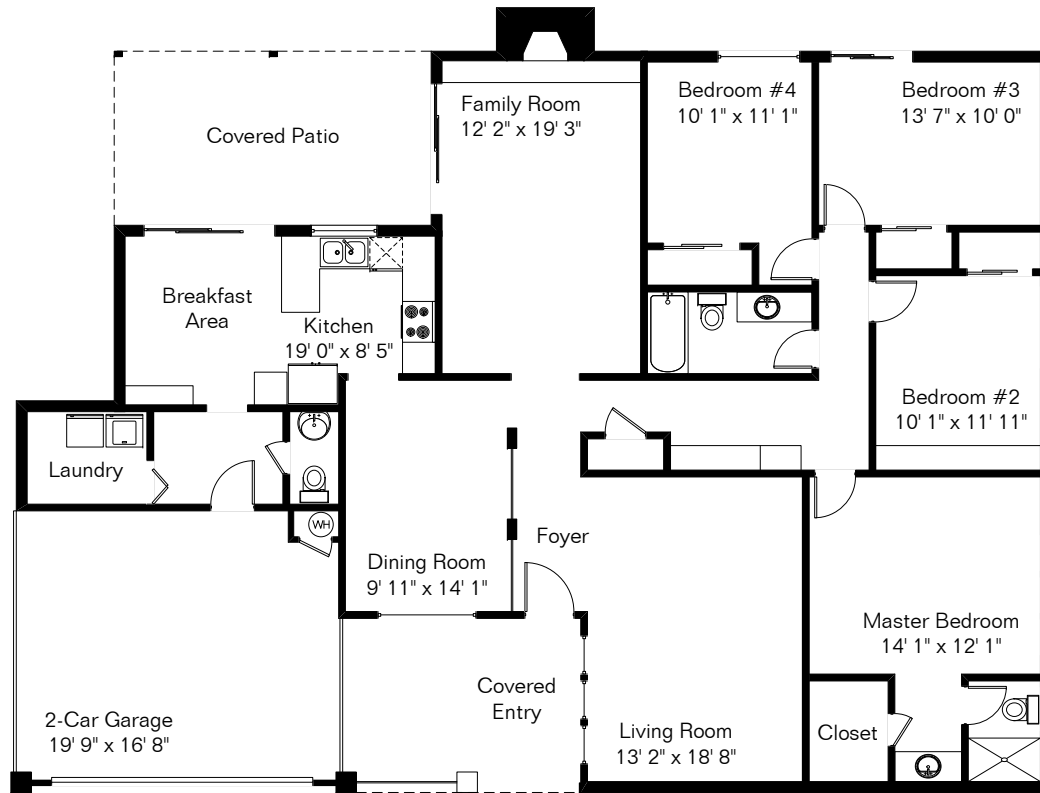 Covered Patio
Family Room
12' 2" x 19' 3"
Bedroom #4
10' 1" x 11' 1"
Bedroom #3
13' 7" x 10' 0"
Breakfast
Area
Kitchen
19' 0" x 8' 5"
Bedroom #2
10' 1" x 11' 11"
Laundry
WH
Dining Room
9' 11" x 14' 1"
Foyer
Master Bedroom
14' 1" x 12' 1"
2-Car Garage
19' 9" x 16' 8"
Covered
Entry
Living Room
13' 2" x 18' 8"
Closet